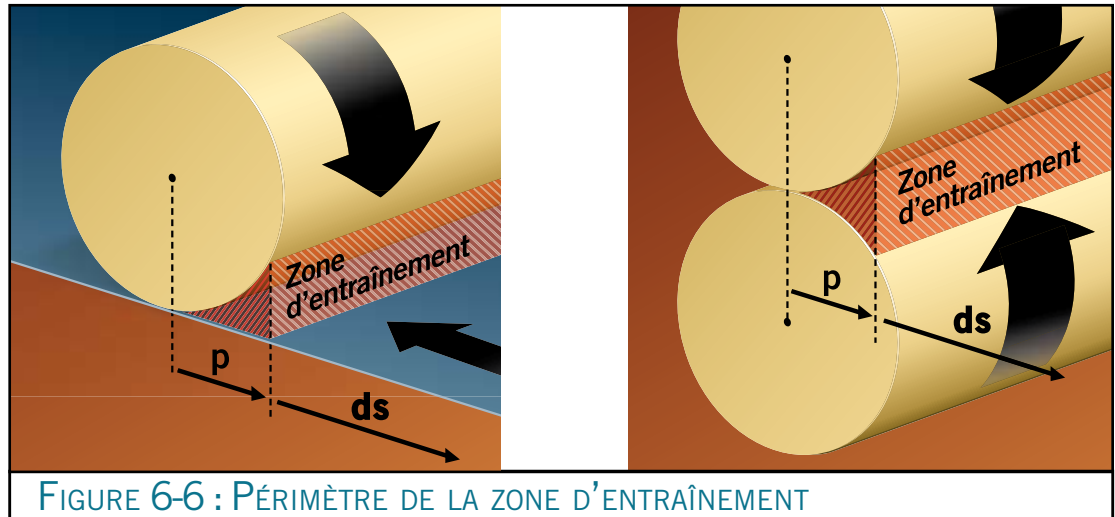 Zone
d'entraînement
p
ds
Zone
d'entraînement
p
ds
FIGURE 6-6 : PÉRIMÈTRE DE LA ZONE D'ENTRAÎNEMENT